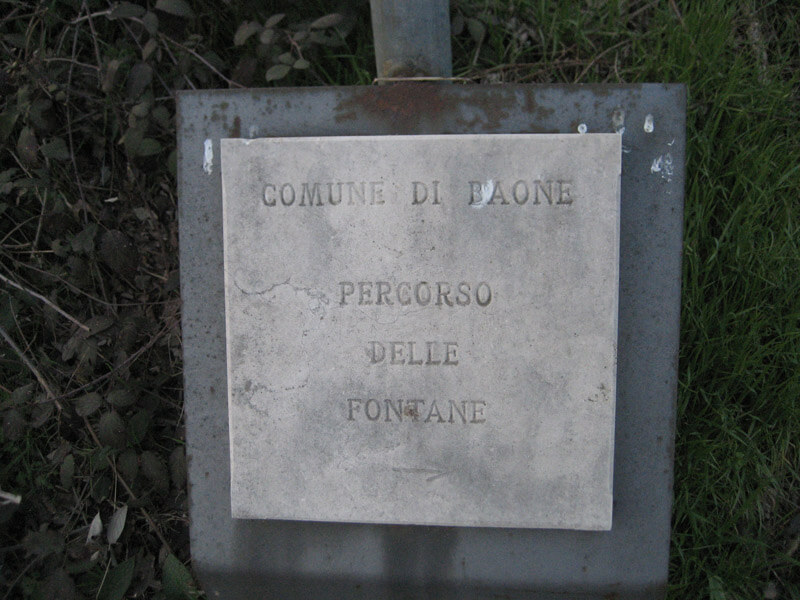 COMUNE DI BAONE
PERCORSO
DELLE
FONTANE